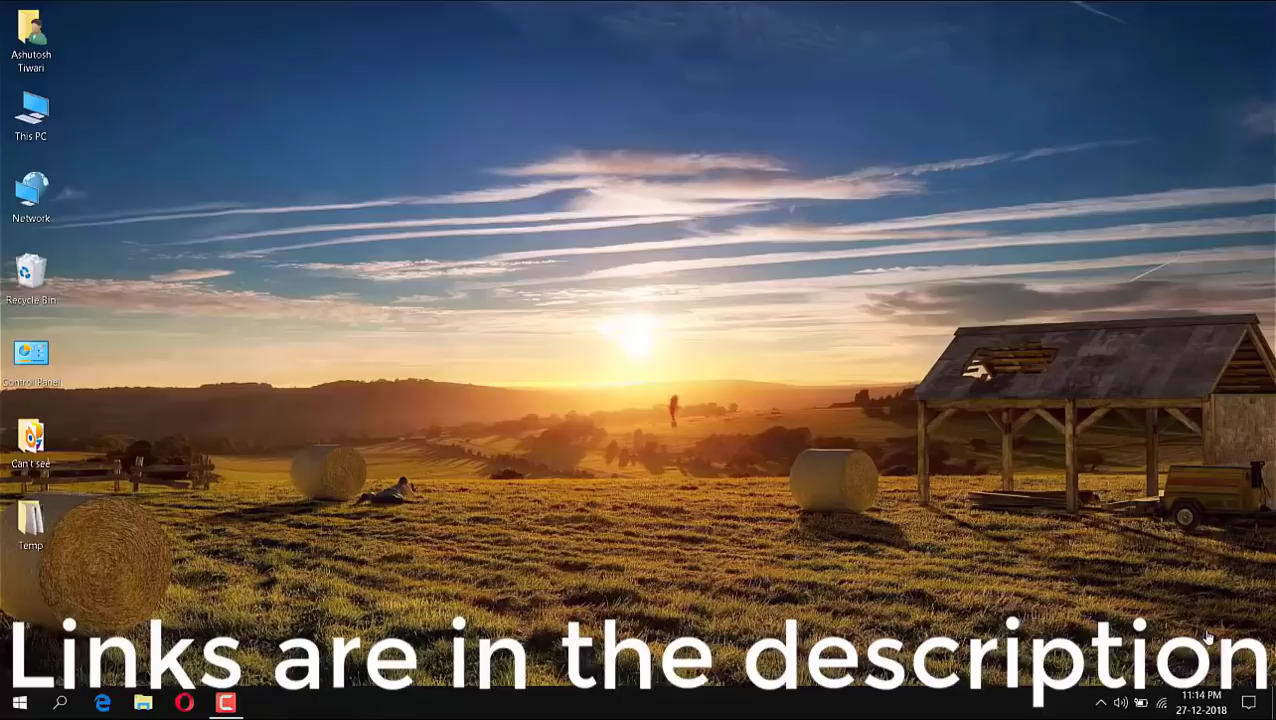 Ashutosh
Tiwari
This PC
Network
Recycle Bin
Control Panel
Can't see
Temp
Links are in the description
11:14 PM
27-12-2018